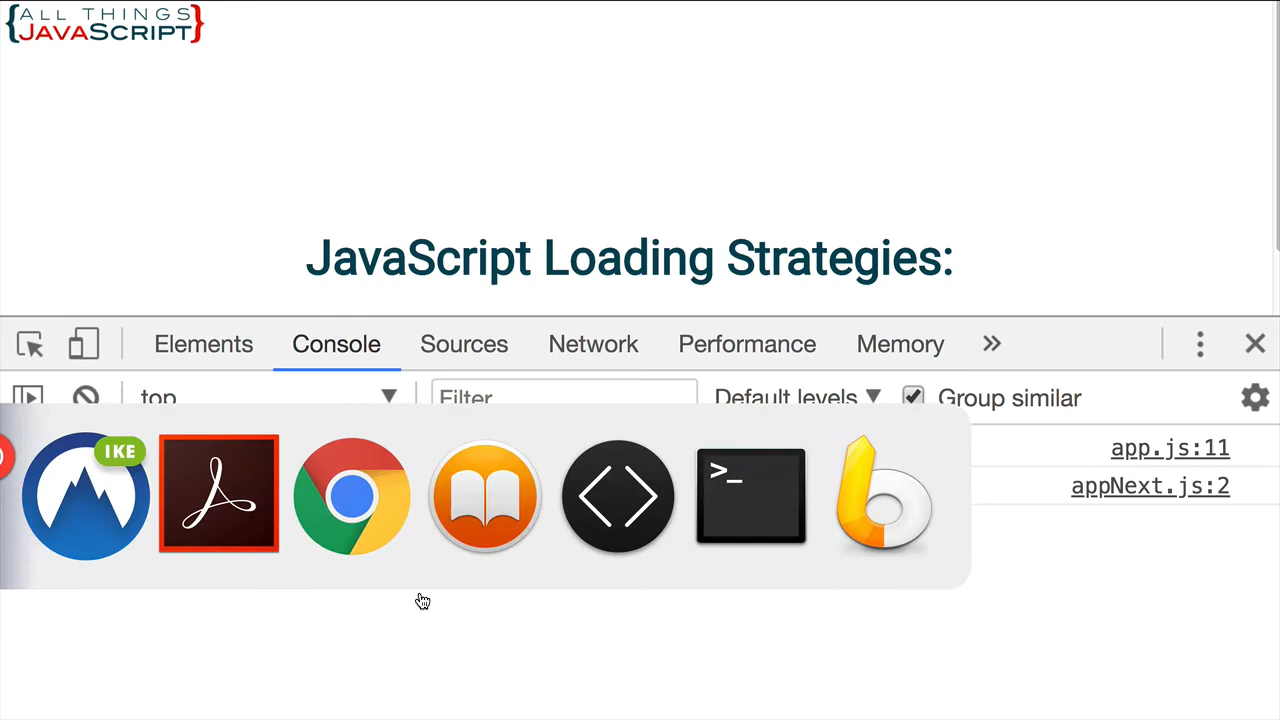 {ALL THINGS
JAVASCRIPT}
JavaScript Loading Strategies:
Elements Console Sources Network Performance Memory »
top ▼ Filter Default levels ▼ Group similar
IKE
app.js:11
appNext.js:2
>_